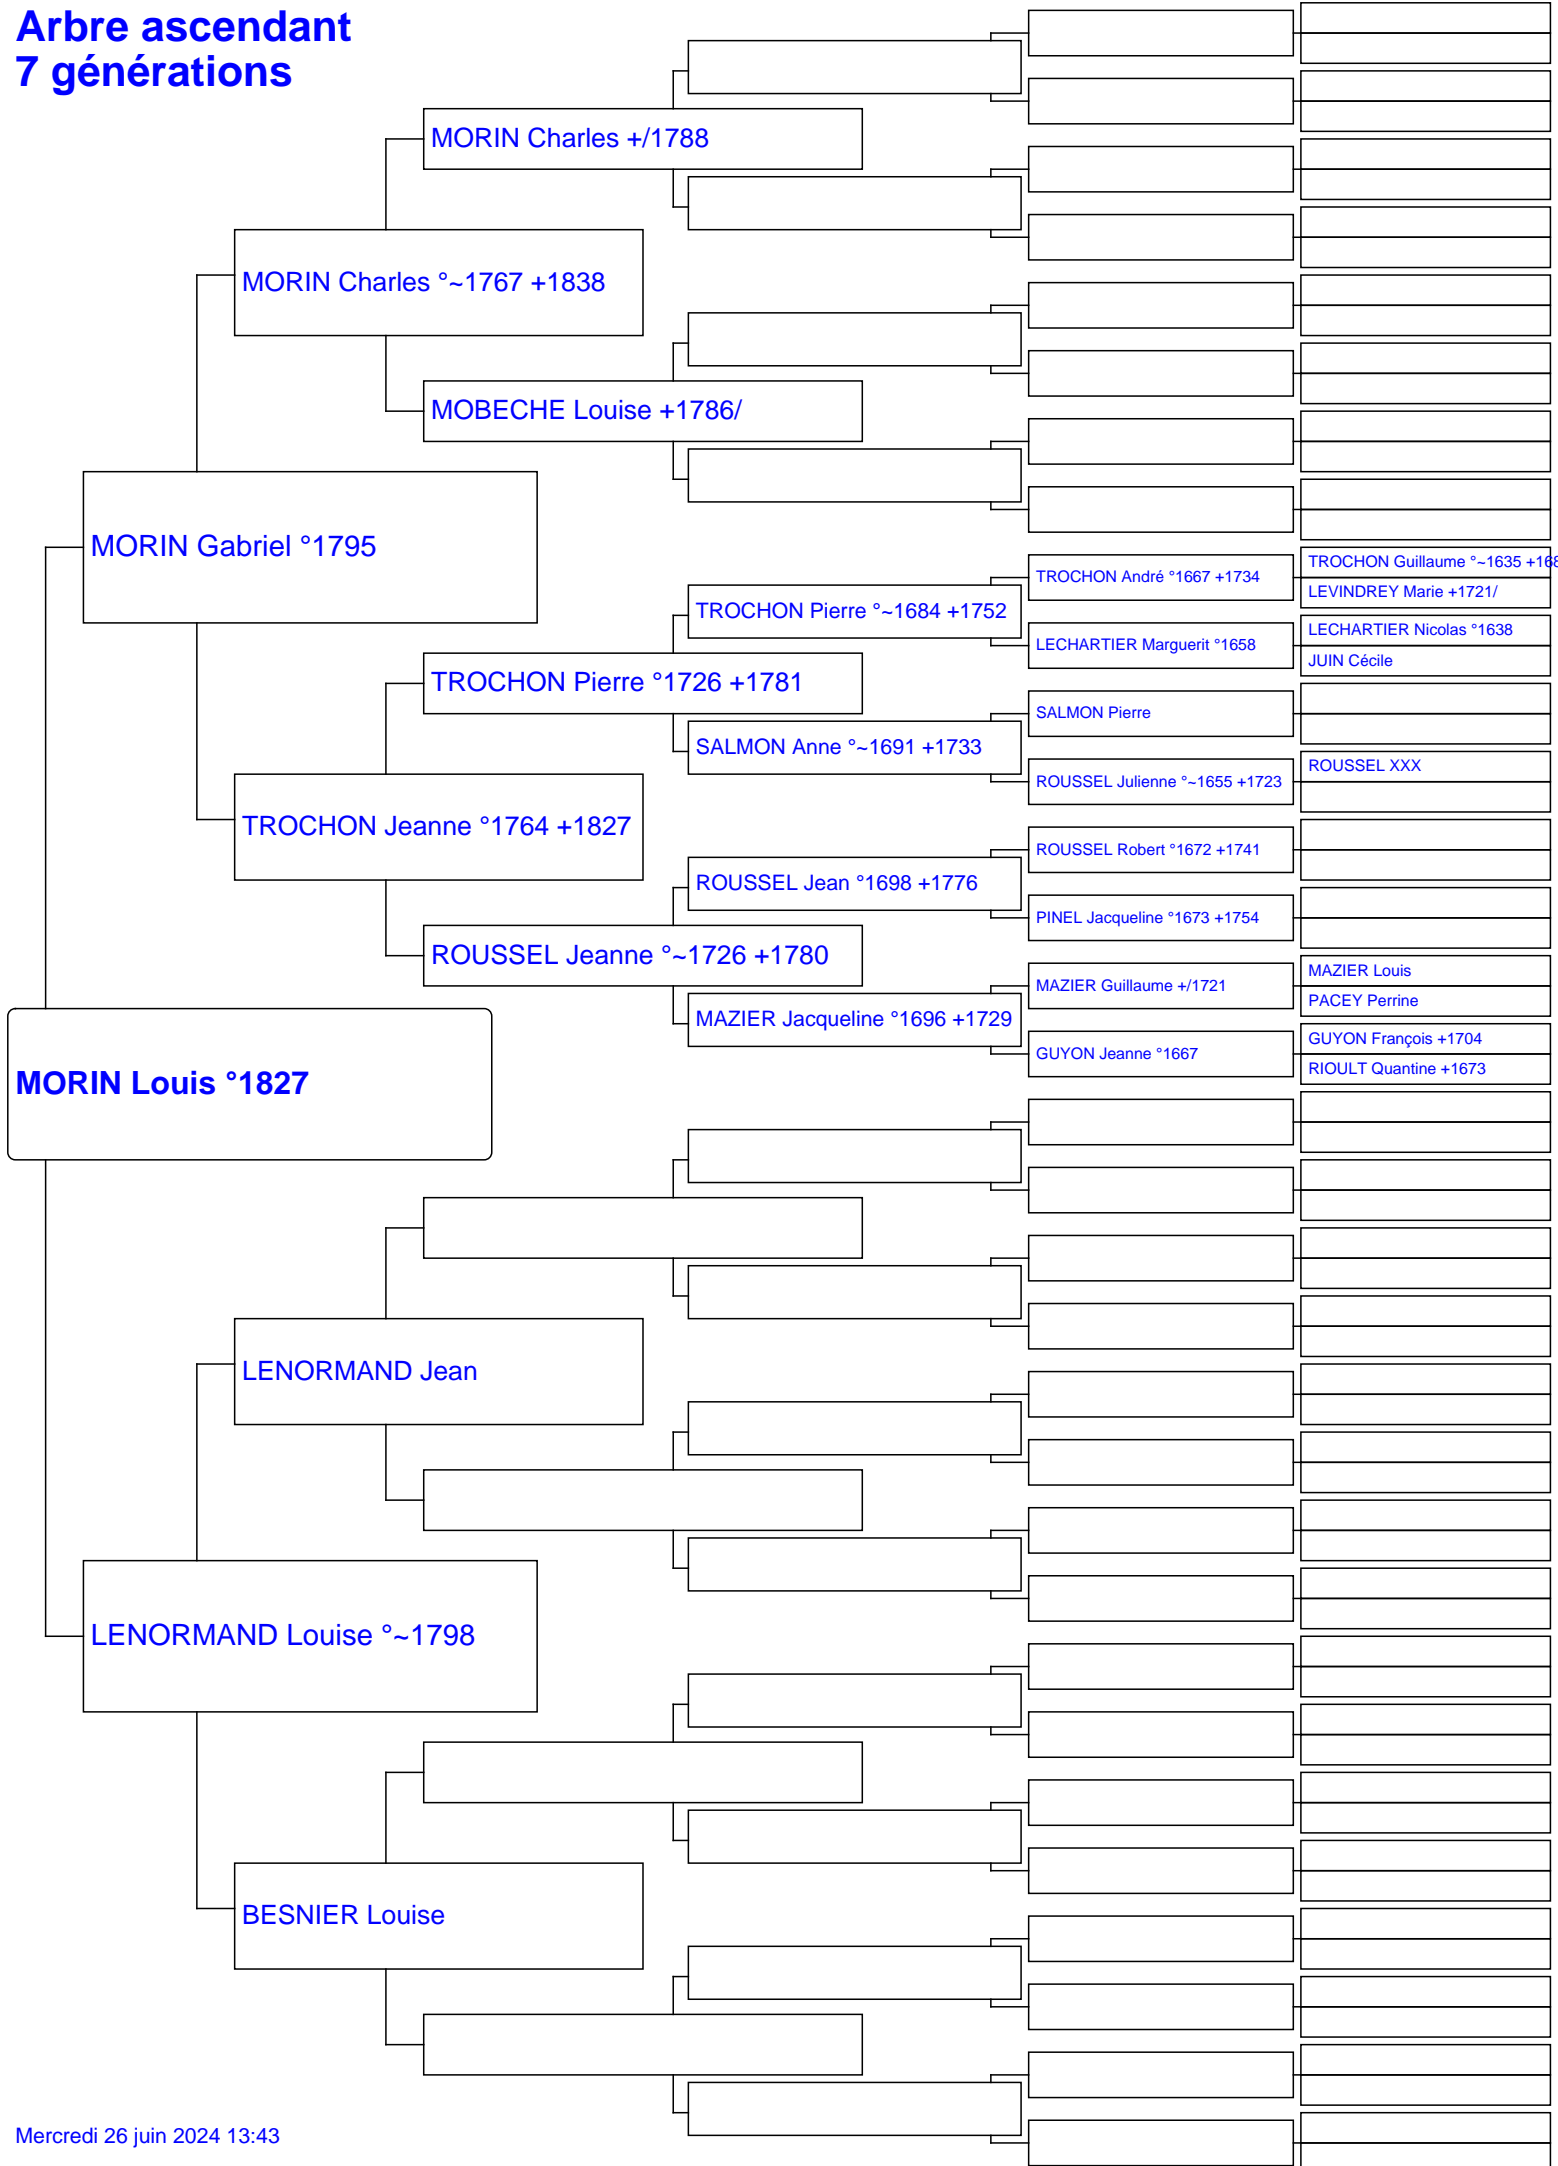 Arbre ascendant
7 générations
MORIN Charles +/1788
MORIN Charles °~1767 +1838
MOBECHE Louise +1786/
MORIN Gabriel °1795
TROCHON Guillaume °~1635 +168
TROCHON André °1667 +1734
LEVINDREY Marie +1721/
TROCHON Pierre °~1684 +1752
LECHARTIER Nicolas °1638
LECHARTIER Marguerit °1658
JUIN Cécile
TROCHON Pierre °1726 +1781
SALMON Pierre
SALMON Anne °~1691 +1733
ROUSSEL XXX
ROUSSEL Julienne °~1655 +1723
TROCHON Jeanne °1764 +1827
ROUSSEL Robert °1672 +1741
ROUSSEL Jean °1698 +1776
PINEL Jacqueline °1673 +1754
ROUSSEL Jeanne °~1726 +1780
MAZIER Louis
MAZIER Guillaume +/1721
PACEY Perrine
MAZIER Jacqueline °1696 +1729
GUYON François +1704
GUYON Jeanne °1667
RIOULT Quantine +1673
MORIN Louis °1827
LENORMAND Jean
LENORMAND Louise °~1798
BESNIER Louise
Mercredi 26 juin 2024 13:43